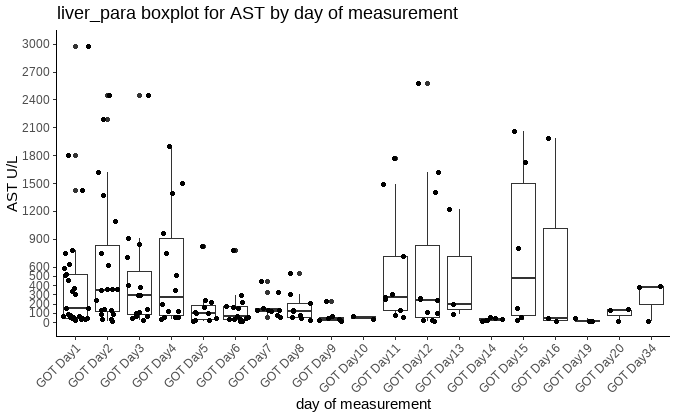 liver_para boxplot for AST by day of measurement
AST U/L
3000
2700
2400
2100
1800
1500
1200
900
600
500
400
300
200
100
0
GOT Day1
GOT Day2
GOT Day3
GOT Day4
GOT Day5
GOT Day6
GOT Day7
GOT Day8
GOT Day9
GOT Day10
GOT Day11
GOT Day12
GOT Day13
GOT Day14
GOT Day15
GOT Day16
GOT Day19
GOT Day20
GOT Day34
day of measurement